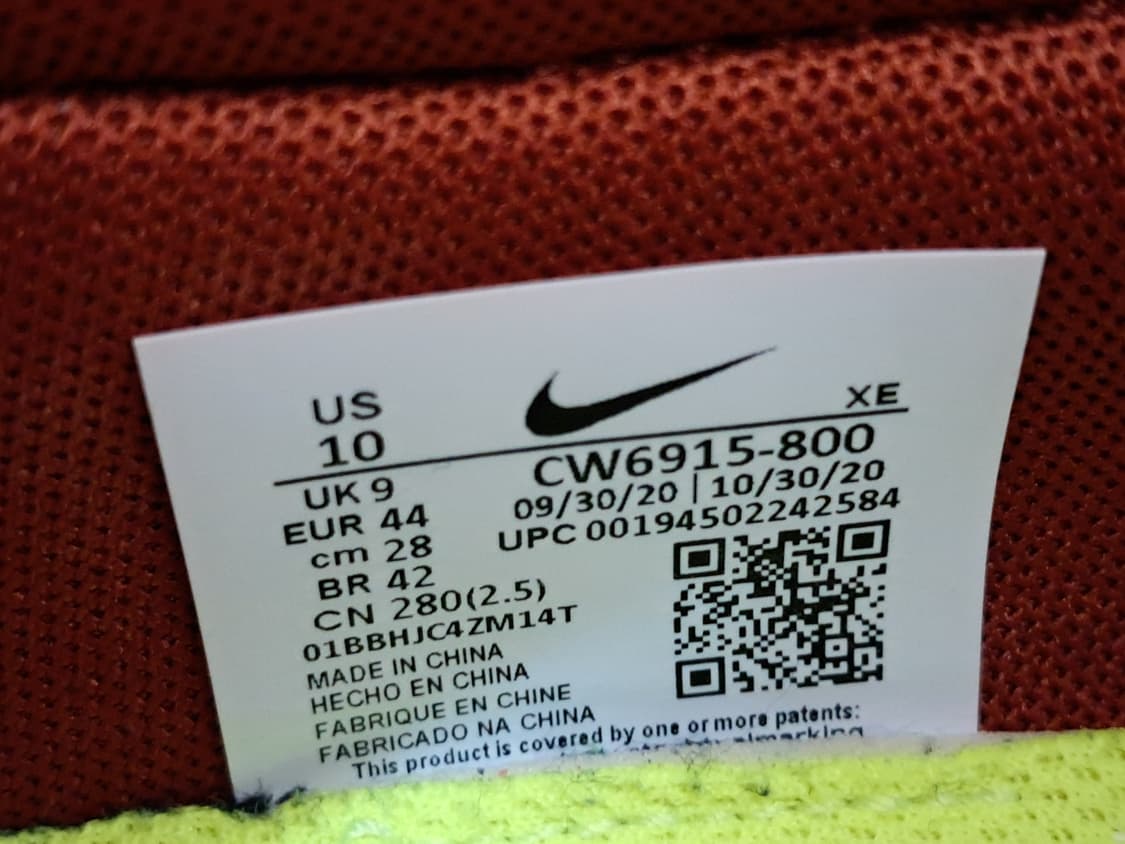 US
10
XE
UK 9
EUR 44
cm 28
BR 42
CN 280(2.5)
01BBHJC4ZM14T
MADE IN CHINA
HECHO EN CHINA
FABRIQUE EN CHINE
FABRICADO NA CHINA
CW6915-800
09/30/20 | 10/30/20
UPC 00194502242584
This product is covered by one or more patents: